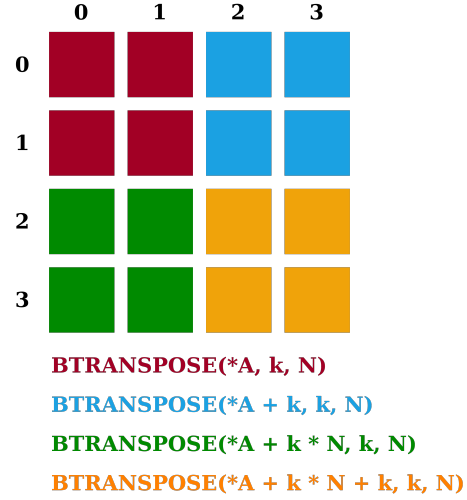 0 1 2 3
0
1
2
3
BTRANSPOSE(*A, k, N)
BTRANSPOSE(*A + k, k, N)
BTRANSPOSE(*A + k * N, k, N)
BTRANSPOSE(*A + k * N + k, k, N)